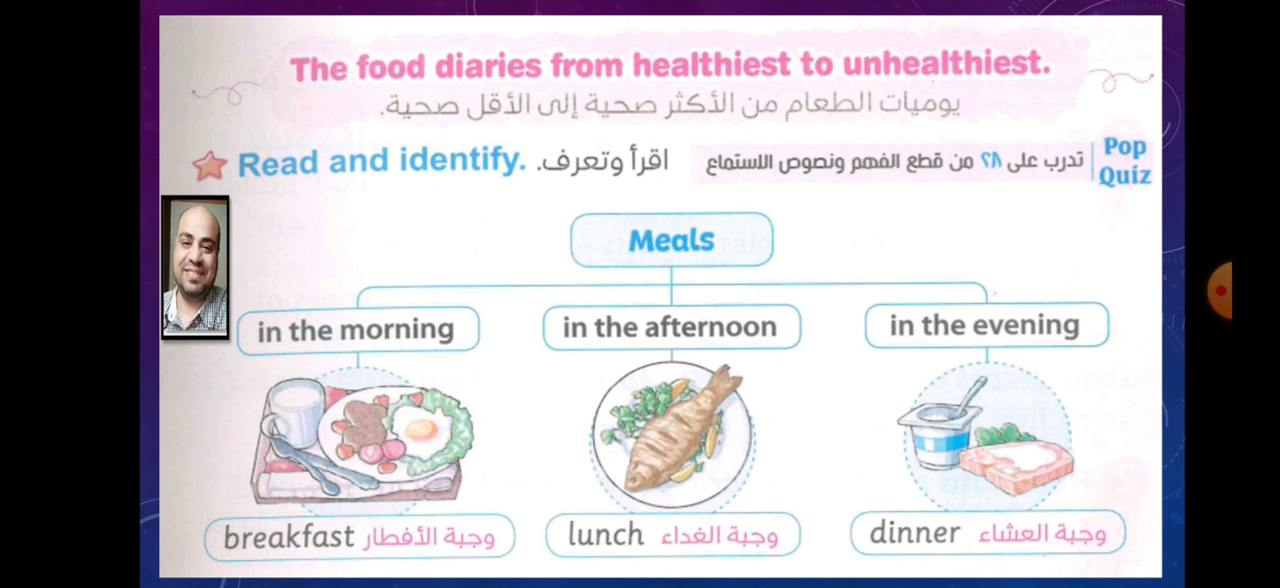 The food diaries from healthiest to unhealthiest.
يوميات الطعام من الأكثر صحية إلى الأقل صحية.
Read and identify. اقرأ وتعرف.
تدرب على ٢٨ من قطع الفهم ونصوص الاستماع
Pop
Quiz
Meals
in the morning
in the afternoon
in the evening
breakfast وجبة الأفطار
lunch وجبة الغداء
dinner وجبة العشاء